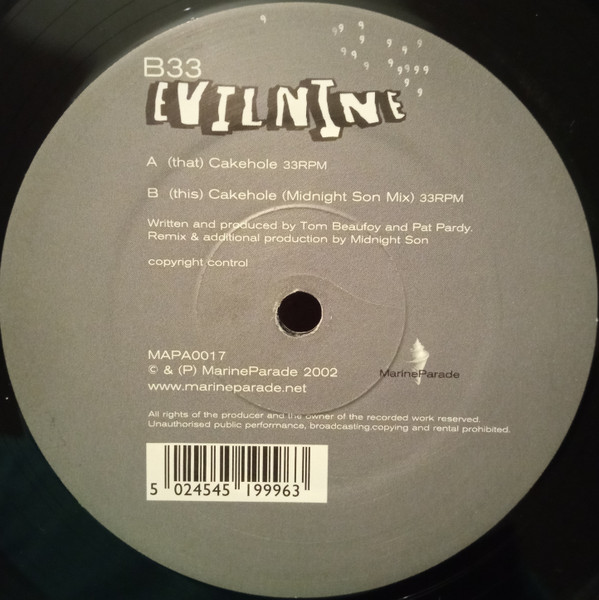 B33
EVIL NINE
A (that) Cakehole 33RPM
B (this) Cakehole (Midnight Son Mix) 33RPM
Written and produced by Tom Beaufoy and Pat Pardy.
Remix & additional production by Midnight Son
copyright control
MAPA0017
© & (P) MarineParade 2002
www.marineparade.net
MarineParade
All rights of the producer and the owner of the recorded work reserved.
Unauthorised public performance, broadcasting.copying and rental prohibited.
5 024545 199963